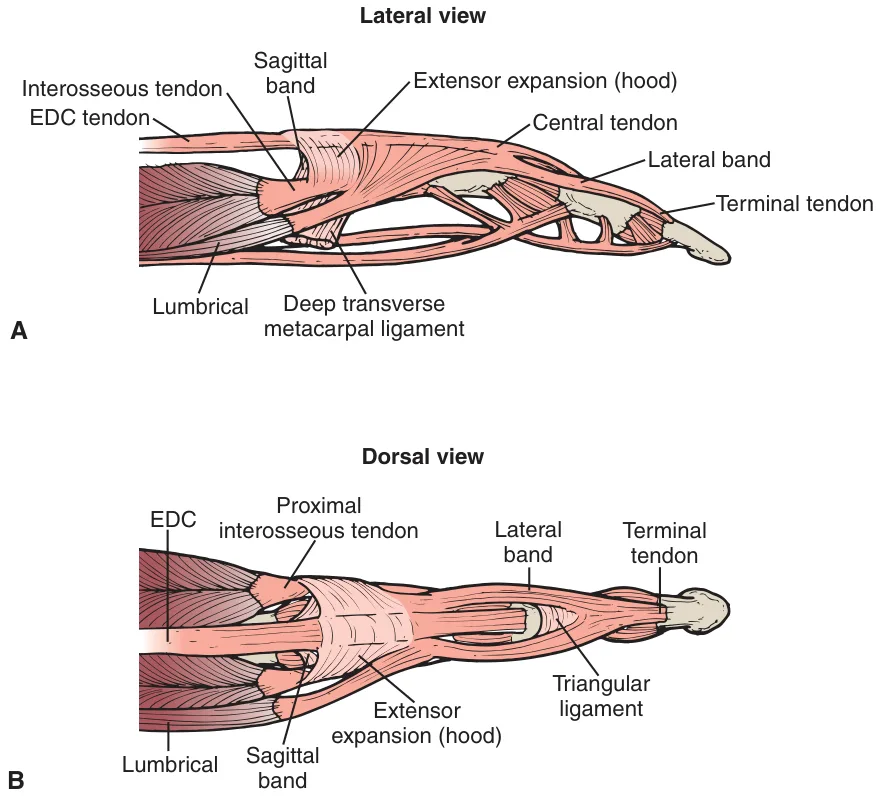 Lateral view
Sagittal
band
Interosseous tendon
Extensor expansion (hood)
EDC tendon
Central tendon
Lateral band
Terminal tendon
Lumbrical
Deep transverse
metacarpal ligament
A
Dorsal view
EDC
Proximal
interosseous tendon
Lateral
band
Terminal
tendon
Triangular
ligament
Extensor
expansion (hood)
Sagittal
band
Lumbrical
B